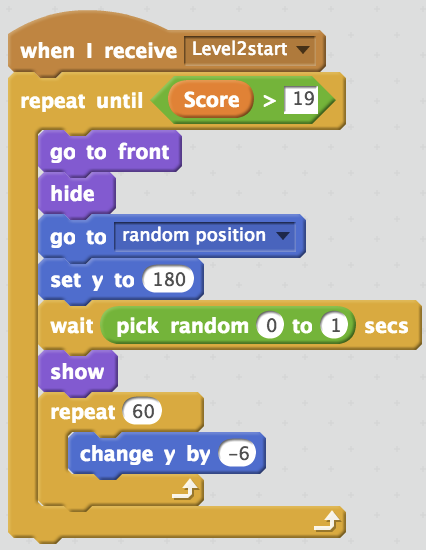 when I receive Level2start
repeat until Score > 19
go to front
hide
go to random position
set y to 180
wait pick random 0 to 1 secs
show
repeat 60
change y by -6